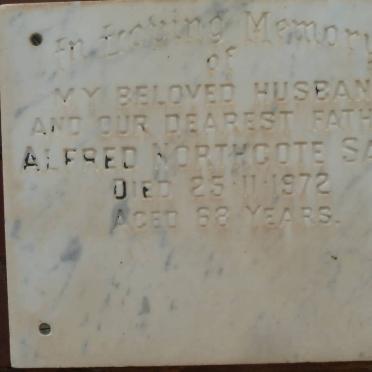 In Loving Memory
of
MY BELOVED HUSBAN
AND OUR DEAREST FATH
ALFRED NORTHCOTE SA
DIED 25·11·1972
AGED 68 YEARS.